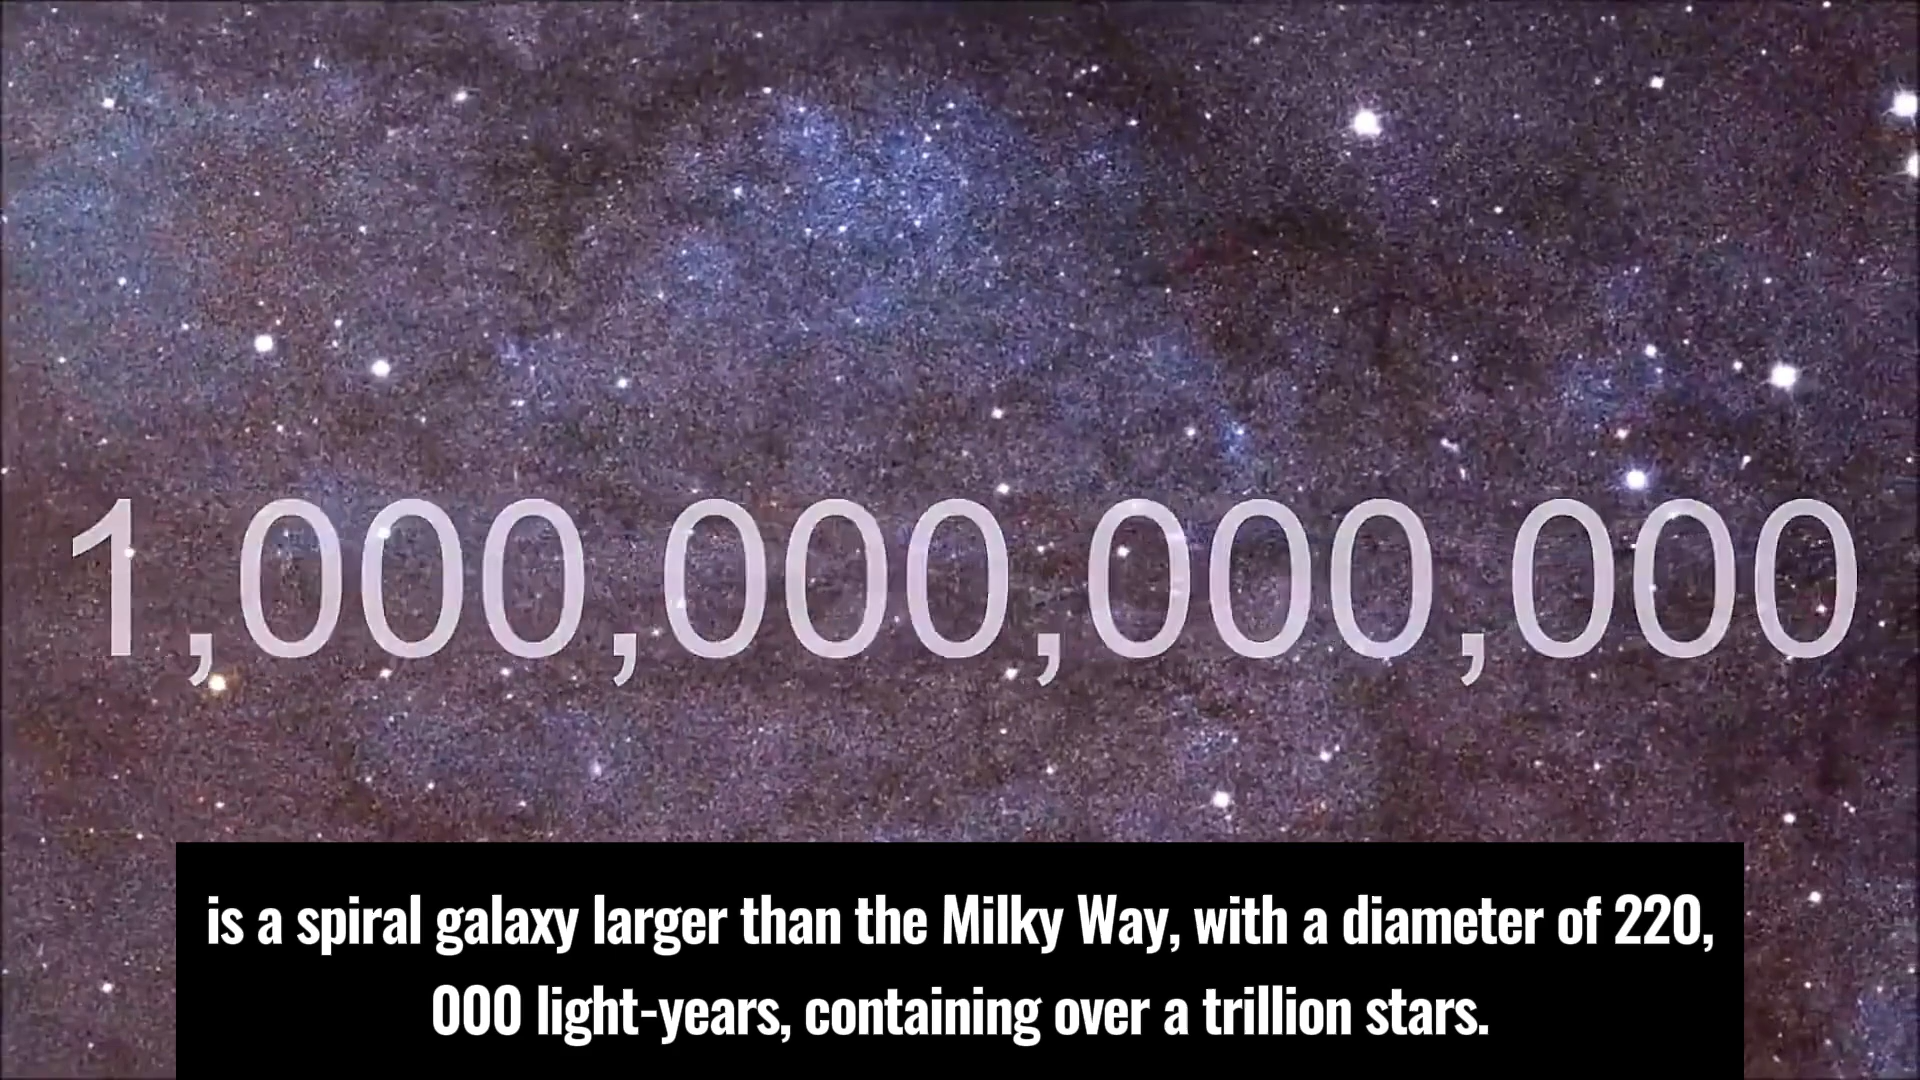 1,000,000,000,000
is a spiral galaxy larger than the Milky Way, with a diameter of 220,
000 light-years, containing over a trillion stars.